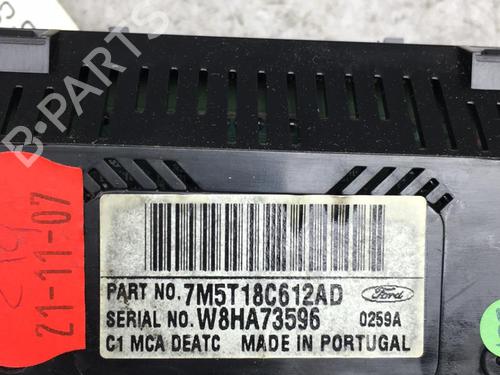 B-PARTS
21-11-07
PART NO. 7M5T18C612AD Ford
SERIAL NO. W8HA73596 0259A
C1 MCA DEATC MADE IN PORTUGAL